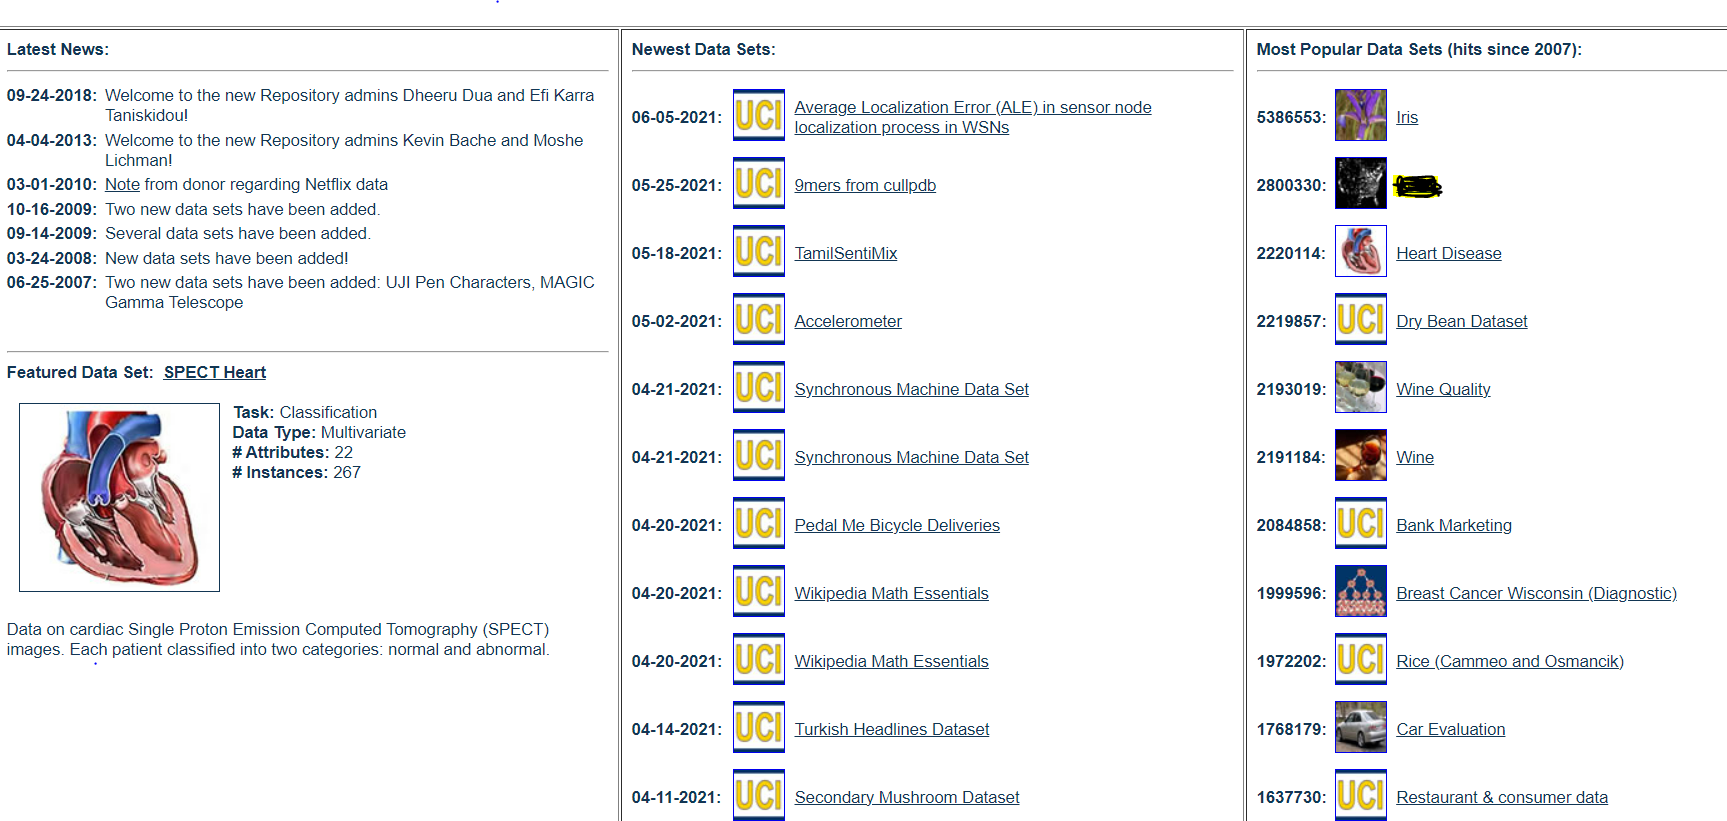 Latest News:
09-24-2018: Welcome to the new Repository admins Dheeru Dua and Efi Karra
Taniskidou!
04-04-2013: Welcome to the new Repository admins Kevin Bache and Moshe
Lichman!
03-01-2010: Note from donor regarding Netflix data
10-16-2009: Two new data sets have been added.
09-14-2009: Several data sets have been added.
03-24-2008: New data sets have been added!
06-25-2007: Two new data sets have been added: UJI Pen Characters, MAGIC
Gamma Telescope
Featured Data Set: SPECT Heart
Task: Classification
Data Type: Multivariate
# Attributes: 22
# Instances: 267
Data on cardiac Single Proton Emission Computed Tomography (SPECT)
images. Each patient classified into two categories: normal and abnormal.
Newest Data Sets:
06-05-2021: UCI Average Localization Error (ALE) in sensor node
localization process in WSNs
05-25-2021: UCI 9mers from cullpdb
05-18-2021: UCI TamilSentiMix
05-02-2021: UCI Accelerometer
04-21-2021: UCI Synchronous Machine Data Set
04-21-2021: UCI Synchronous Machine Data Set
04-20-2021: UCI Pedal Me Bicycle Deliveries
04-20-2021: UCI Wikipedia Math Essentials
04-20-2021: UCI Wikipedia Math Essentials
04-14-2021: UCI Turkish Headlines Dataset
04-11-2021: UCI Secondary Mushroom Dataset
Most Popular Data Sets (hits since 2007):
5386553: Iris
2800330:
2220114: Heart Disease
2219857: UCI Dry Bean Dataset
2193019: Wine Quality
2191184: Wine
2084858: UCI Bank Marketing
1999596: Breast Cancer Wisconsin (Diagnostic)
1972202: UCI Rice (Cammeo and Osmancik)
1768179: Car Evaluation
1637730: UCI Restaurant & consumer data